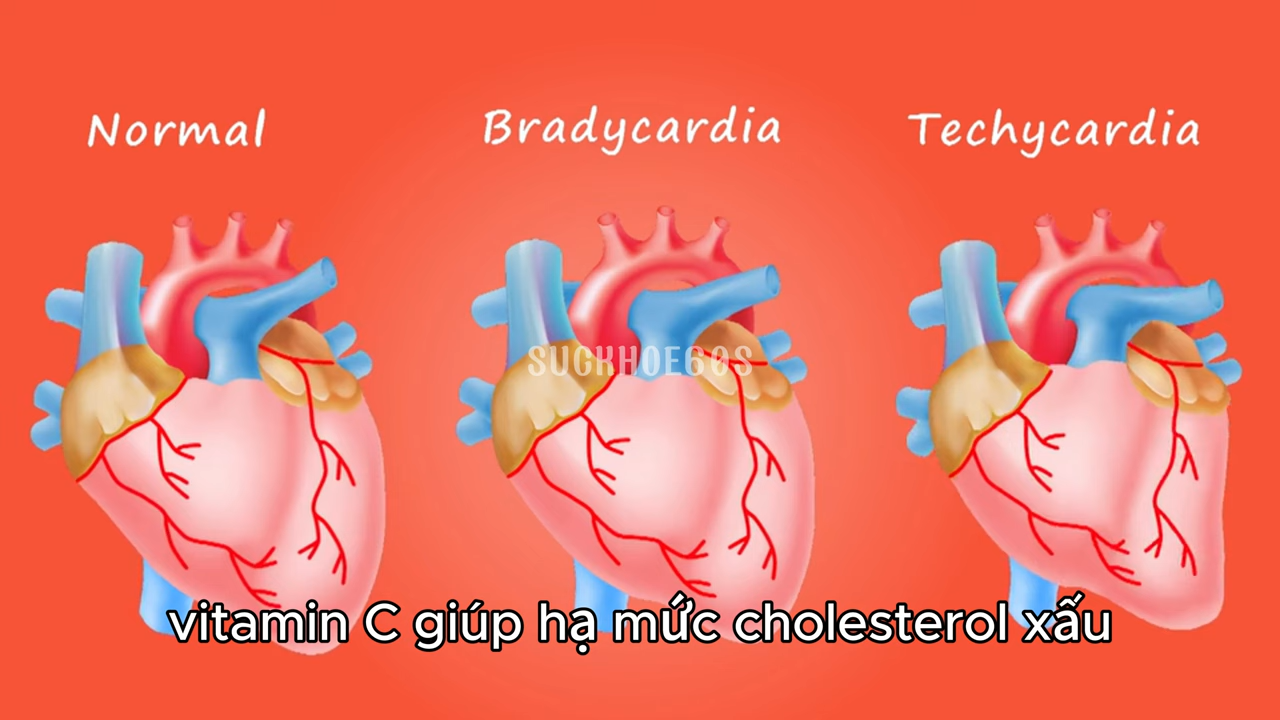 Normal
Bradycardia
Techycardia
SUCKHOE60S
vitamin C giúp hạ mức cholesterol xấu